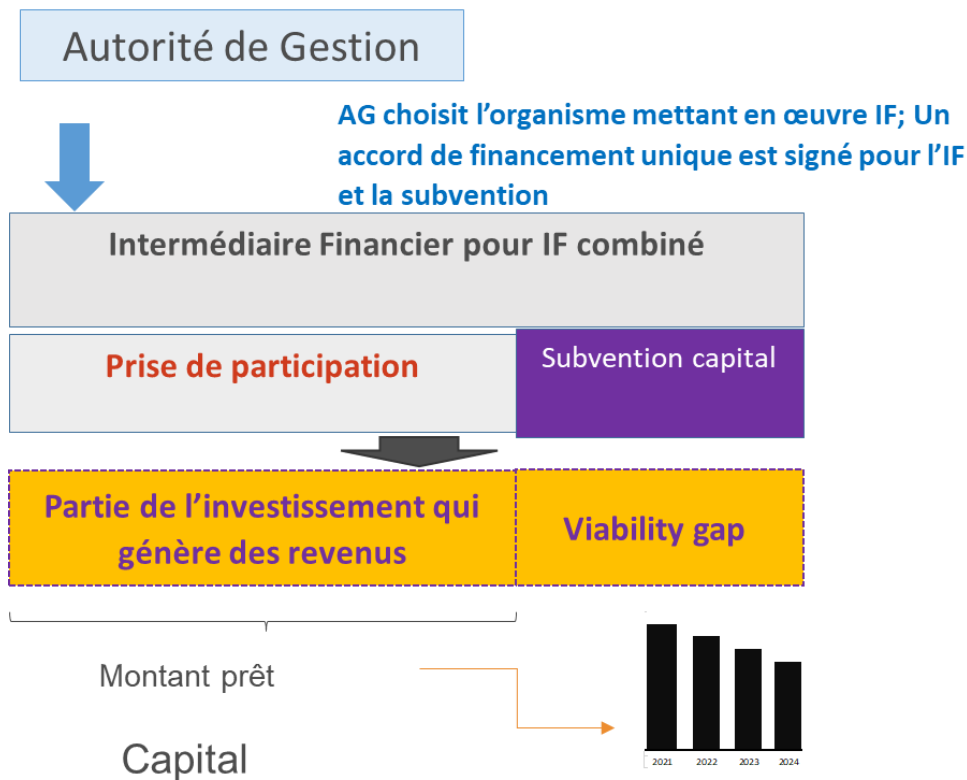 Autorité de Gestion
AG choisit l’organisme mettant en œuvre IF; Un
accord de financement unique est signé pour l’IF
et la subvention
Intermédiaire Financier pour IF combiné
Prise de participation
Subvention capital
Partie de l’investissement qui
génère des revenus
Viability gap
Montant prêt
Capital
2021 2022 2023 2024